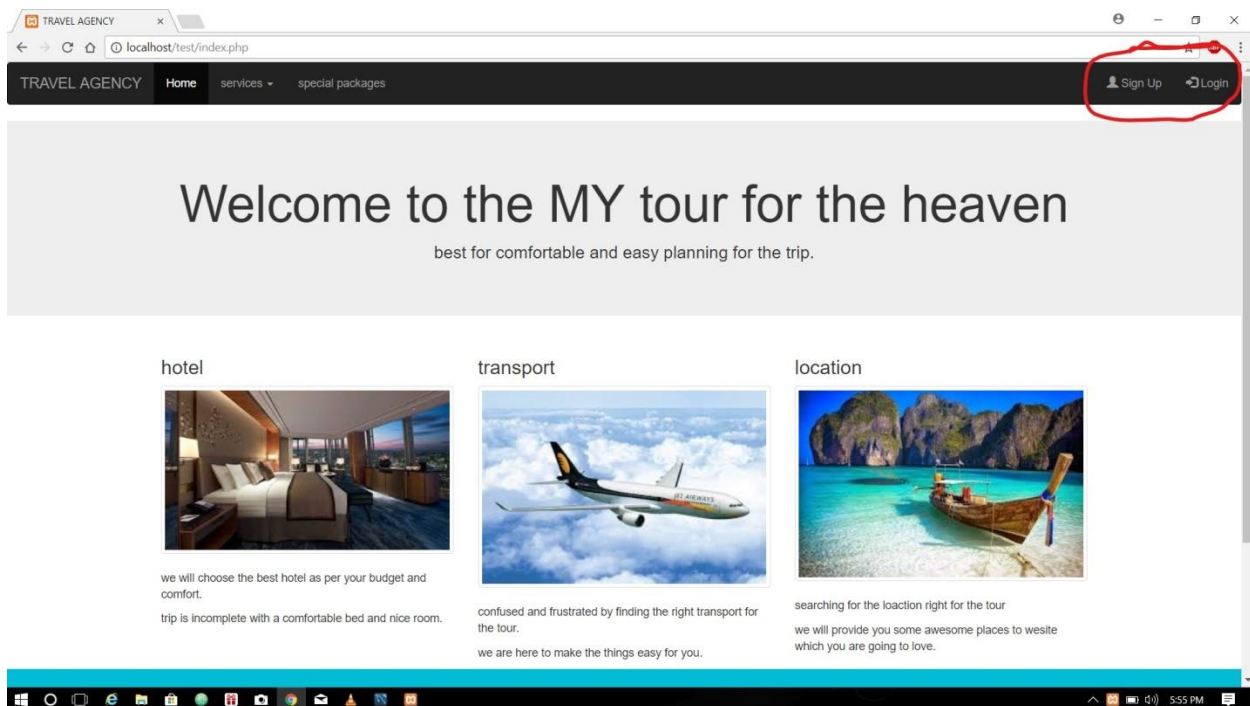 TRAVEL AGENCY
localhost/test/index.php
TRAVEL AGENCY Home services special packages Sign Up Login
Welcome to the MY tour for the heaven
best for comfortable and easy planning for the trip.
hotel
we will choose the best hotel as per your budget and
comfort.
trip is incomplete with a comfortable bed and nice room.
transport
JET AIRWAYS
confused and frustrated by finding the right transport for
the tour.
we are here to make the things easy for you.
location
searching for the loaction right for the tour
we will provide you some awesome places to wesite
which you are going to love.
5:55 PM